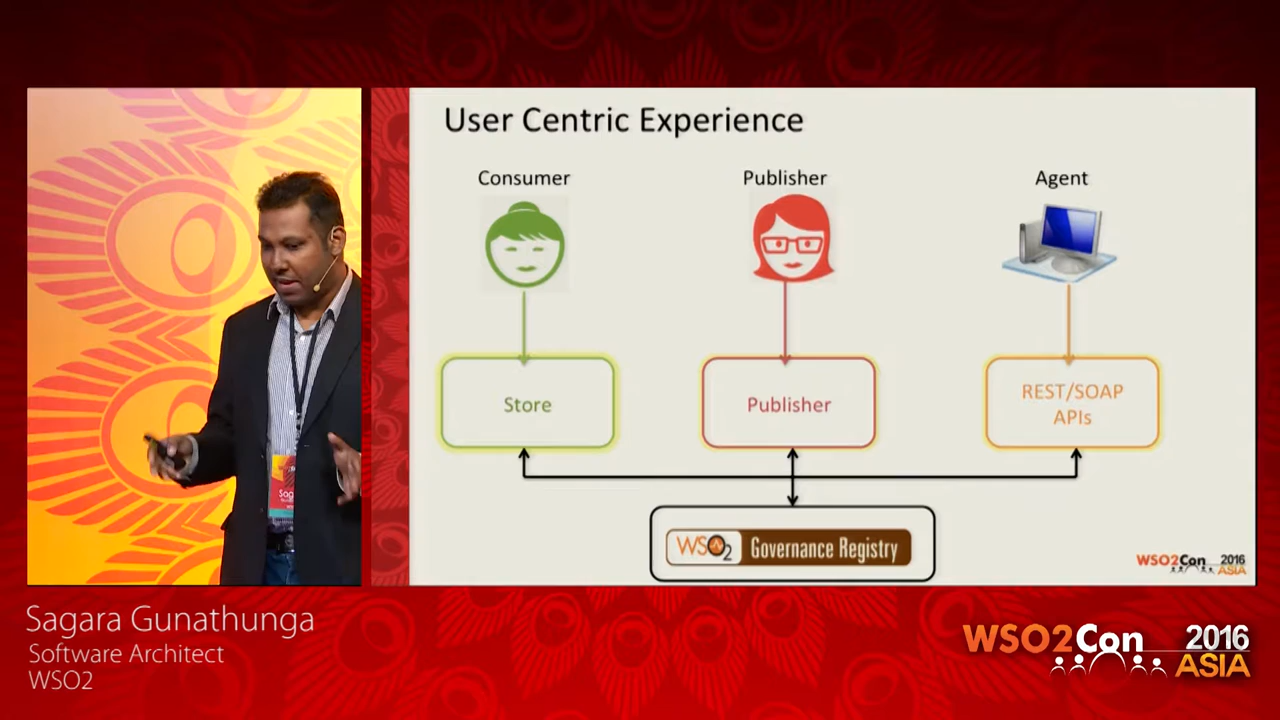 User Centric Experience
Consumer
Publisher
Agent
Store
Publisher
REST/SOAP
APIs
WSO2 Governance Registry
WSO2Con 2016
ASIA
Sagara Gunathunga
Software Architect
WSO2
WSO2Con 2016
ASIA